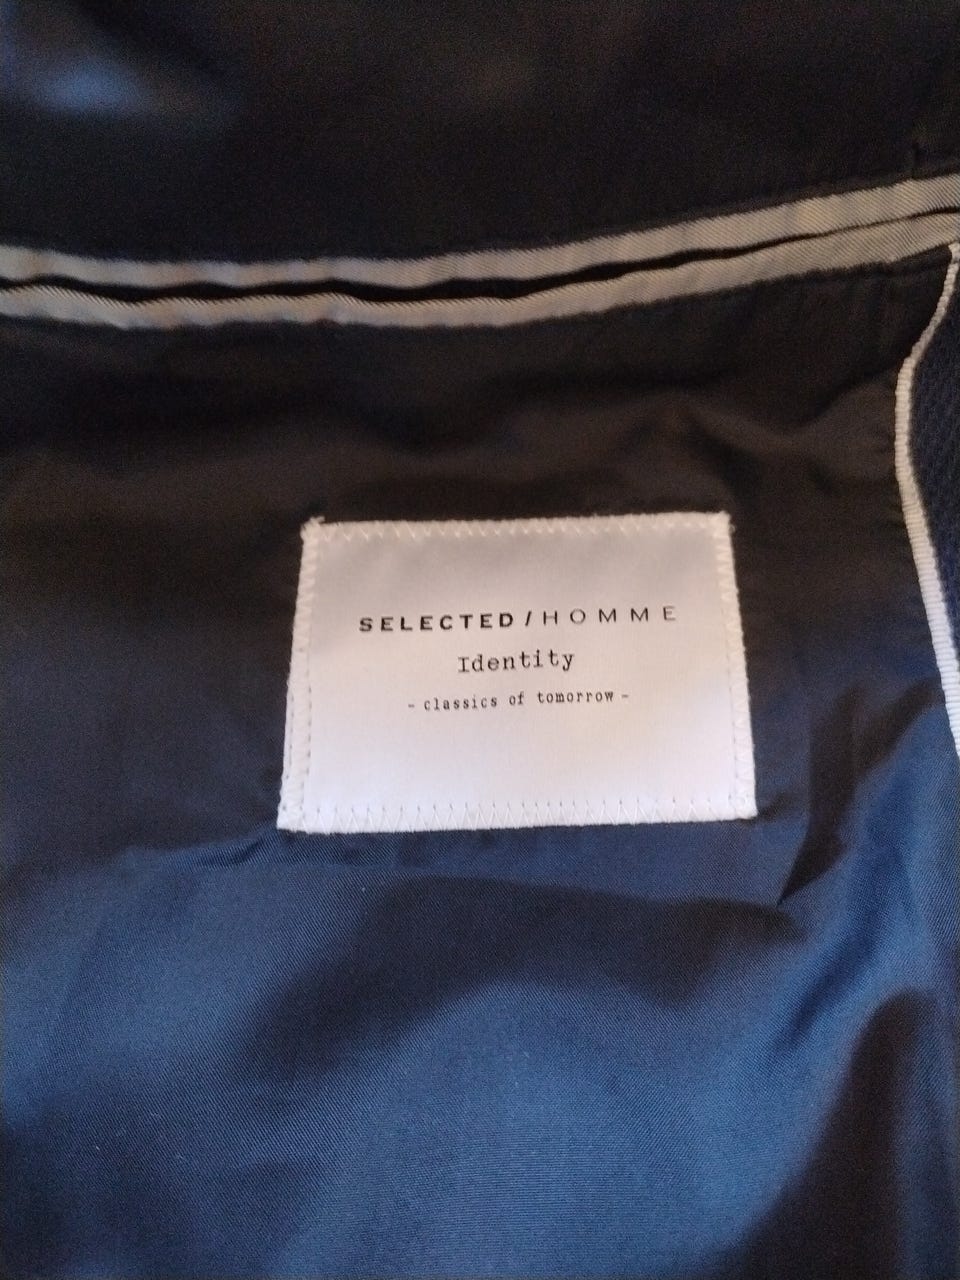 SELECTED/HOMME
Identity
- classics of tomorrow -